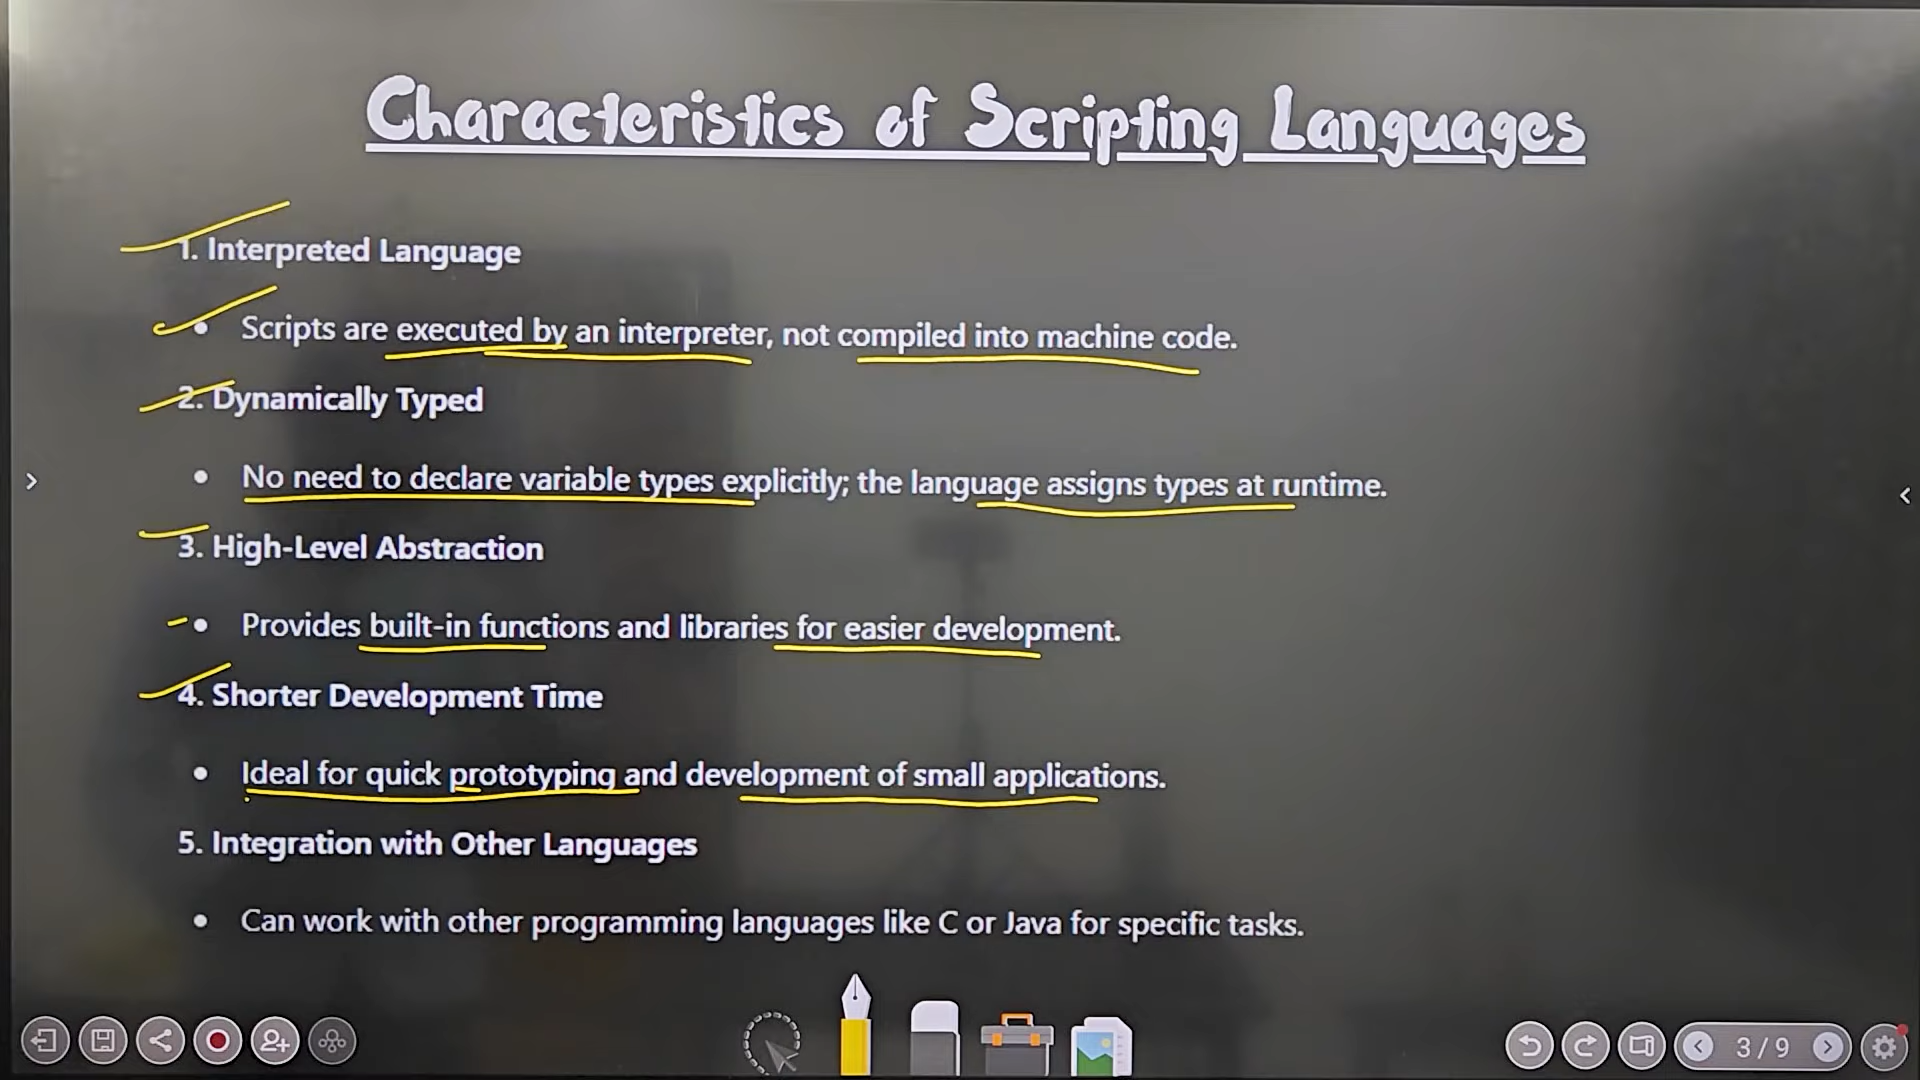 Characteristics of Scripting Languages
1. Interpreted Language
• Scripts are executed by an interpreter, not compiled into machine code.
2. Dynamically Typed
• No need to declare variable types explicitly; the language assigns types at runtime.
3. High-Level Abstraction
• Provides built-in functions and libraries for easier development.
4. Shorter Development Time
• Ideal for quick prototyping and development of small applications.
5. Integration with Other Languages
• Can work with other programming languages like C or Java for specific tasks.
3 / 9